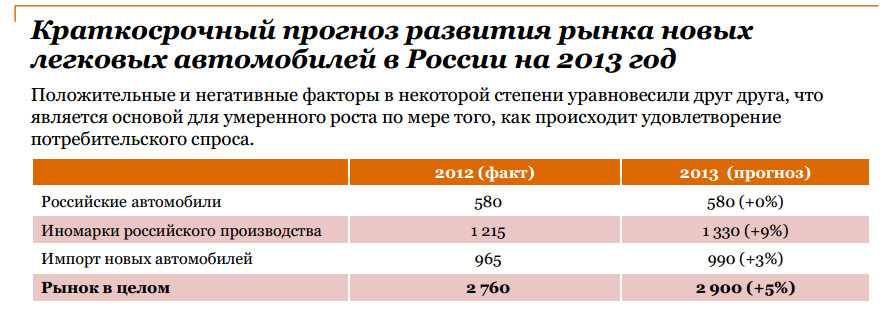 Краткосрочный прогноз развития рынка новых
легковых автомобилей в России на 2013 год
Положительные и негативные факторы в некоторой степени уравновесили друг друга, что
является основой для умеренного роста по мере того, как происходит удовлетворение
потребительского спроса.
2012 (факт) 2013 (прогноз)
Российские автомобили 580 580 (+0%)
Иномарки российского производства 1 215 1 330 (+9%)
Импорт новых автомобилей 965 990 (+3%)
Рынок в целом 2 760 2 900 (+5%)